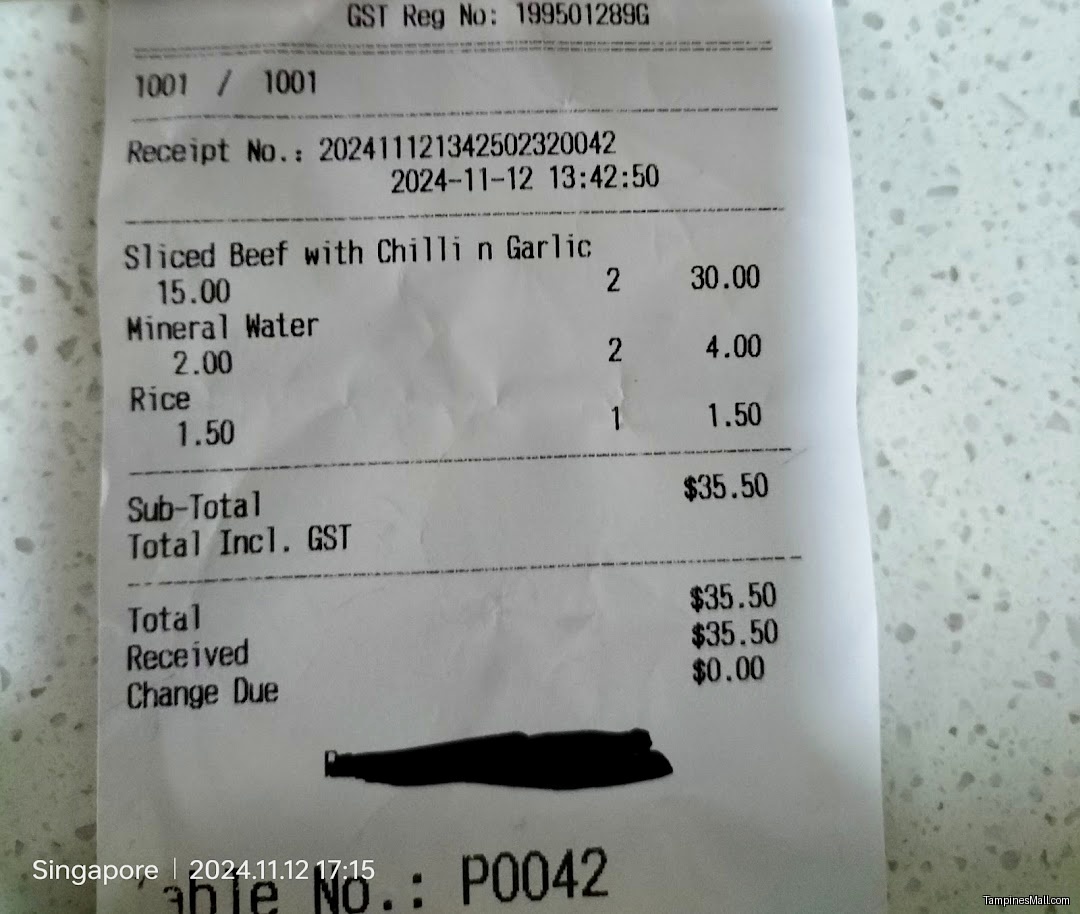 GST Reg No: 199501289G
1001 / 1001
Receipt No.: 202411121342502320042
2024-11-12 13:42:50
Sliced Beef with Chilli n Garlic
15.00 2 30.00
Mineral Water
2.00 2 4.00
Rice
1.50 1 1.50
Sub-Total $35.50
Total Incl. GST
Total $35.50
Received $35.50
Change Due $0.00
Singapore | 2024.11.12 17:15
able No.: P0042
TampinesMall.com